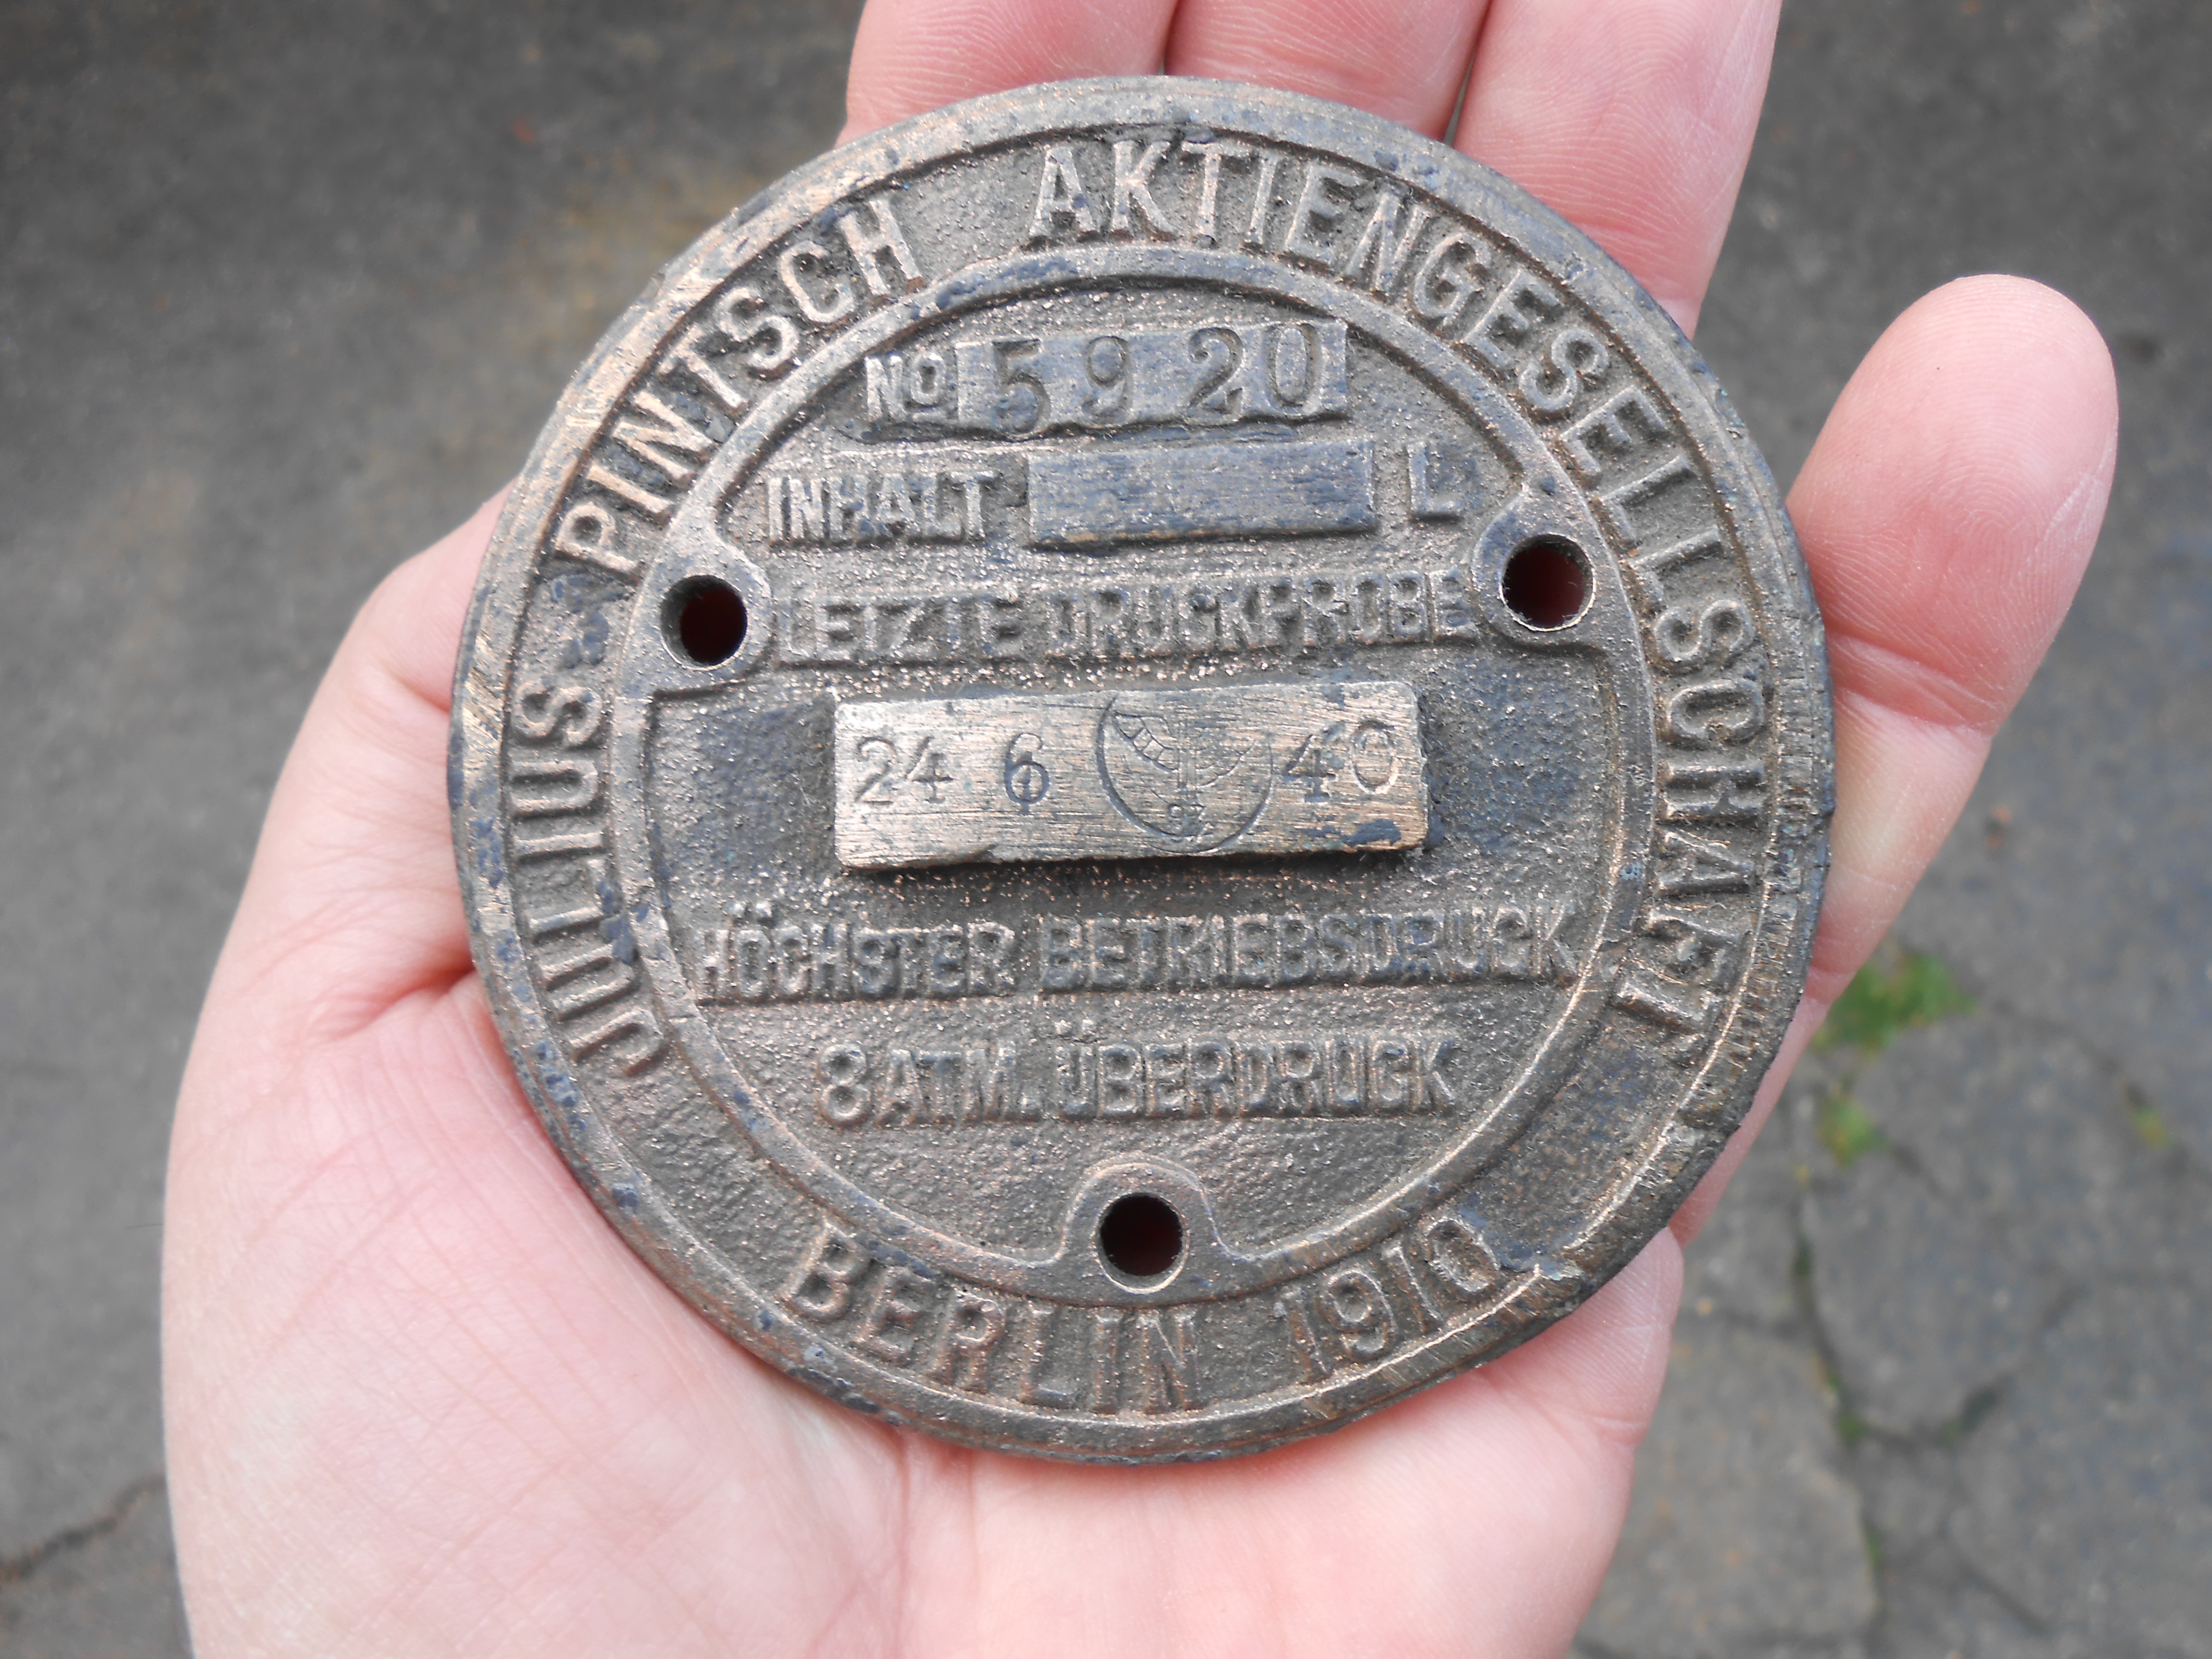 JULIUS PINTSCH AKTIENGESELLSCHAFT
No 5920
INHALT L
LETZTE DRUCKPROBE
24 6 40
HÖCHSTER BETRIEBSDRUCK
8 ATM. ÜBERDRUCK
BERLIN 1910